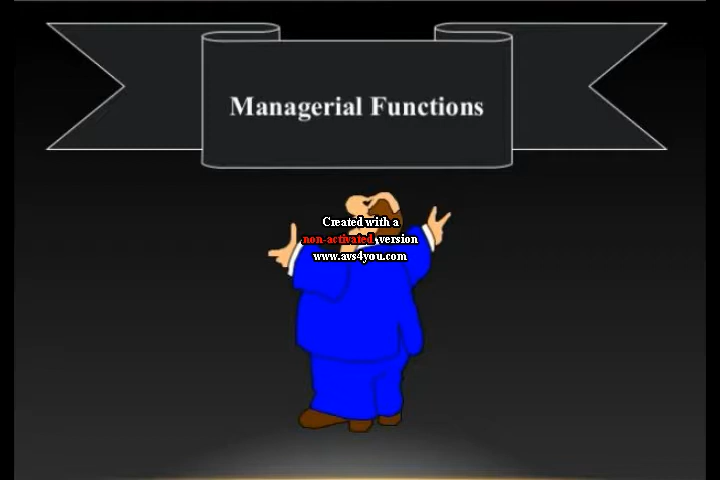 Managerial Functions
Created with a
non-activated version
www.avs4you.com